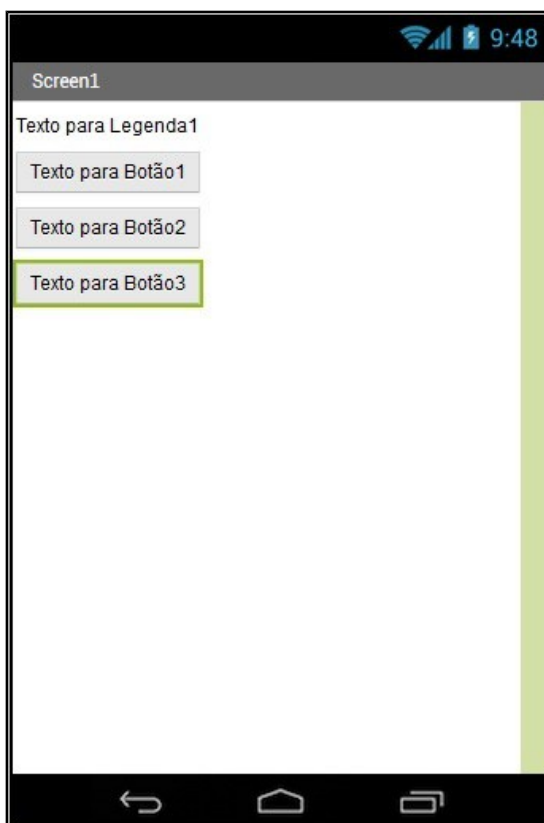 9:48
Screen1
Texto para Legenda1
Texto para Botão1
Texto para Botão2
Texto para Botão3